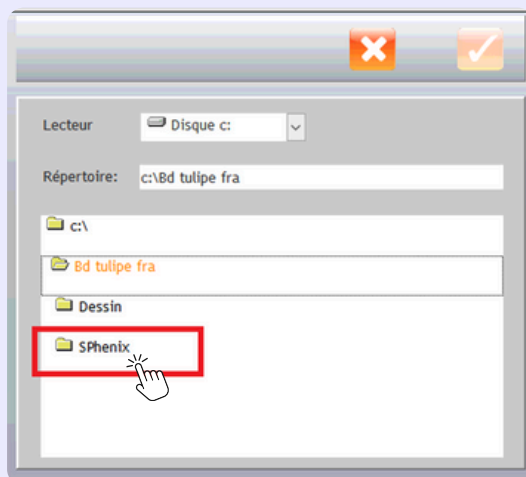 Lecteur Disque c:
Répertoire: c:\Bd tulipe fra
c:\
Bd tulipe fra
Dessin
SPhenix